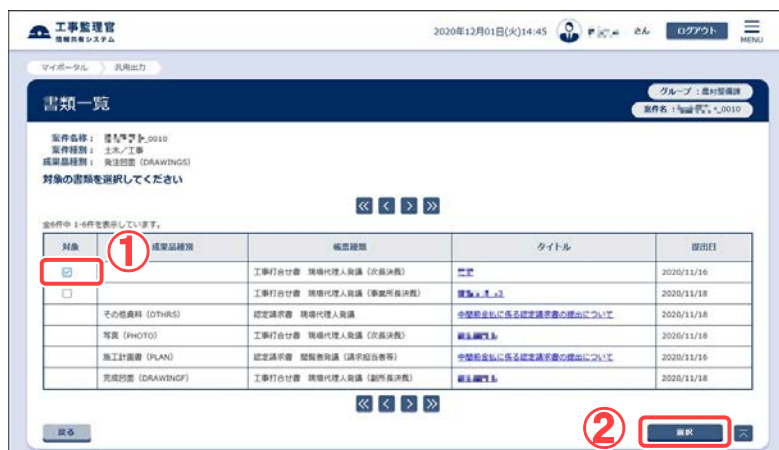 工事監理官
情報共有システム
2020年12月01日(火)14:45 さん ログアウト MENU
マイポータル 汎用出力
書類一覧
グループ：農村整備課
案件名： _0010
案件名称： _0010
案件種別： 土木／工事
成果品種別： 発注図面（DRAWINGS）
対象の書類を選択してください
全6件中 1-6件を表示しています。
対象 成果品種別 帳票種類 タイトル 提出日
①
工事打合せ書 現場代理人発議（次長決裁） 2020/11/16
工事打合せ書 現場代理人発議（事業所長決裁） 2020/11/18
その他資料（OTHRS） 認定請求書 現場代理人発議 中間前金払に係る認定請求書の提出について 2020/11/18
写真（PHOTO） 工事打合せ書 現場代理人発議（次長決裁） 2020/11/16
施工計画書（PLAN） 認定請求書 閲覧者発議（請求担当者等） 中間前金払に係る認定請求書の提出について 2020/11/16
完成図面（DRAWINGF） 工事打合せ書 現場代理人発議（副所長決裁） 2020/11/18
戻る ② 選択